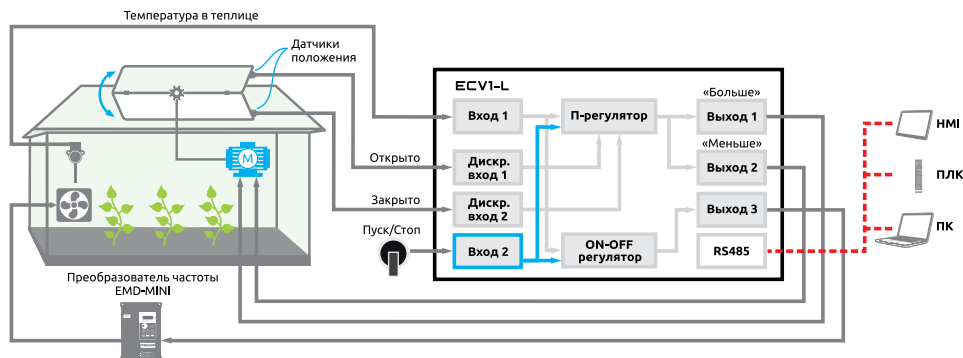 Температура в теплице
Датчики
положения
ECV1-L
«Больше»
Вход 1
П-регулятор
Выход 1
HMI
«Меньше»
Открыто
Дискр.
вход 1
Выход 2
M
ПЛК
Закрыто
Дискр.
вход 2
Выход 3
Пуск/Стоп
ПК
Вход 2
ON-OFF
регулятор
RS485
Преобразователь частоты
EMD-MINI